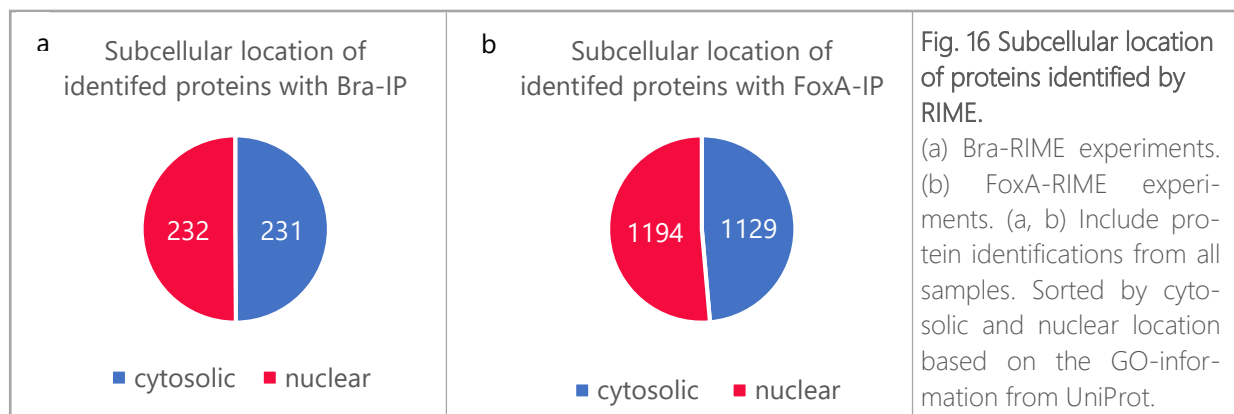 a
Subcellular location of
identifed proteins with Bra-IP
232
231
cytosolic
nuclear
b
Subcellular location of
identifed proteins with FoxA-IP
1194
1129
cytosolic
nuclear
Fig. 16 Subcellular location
of proteins identified by
RIME.
(a) Bra-RIME experiments.
(b) FoxA-RIME experi-
ments. (a, b) Include pro-
tein identifications from all
samples. Sorted by cyto-
solic and nuclear location
based on the GO-infor-
mation from UniProt.